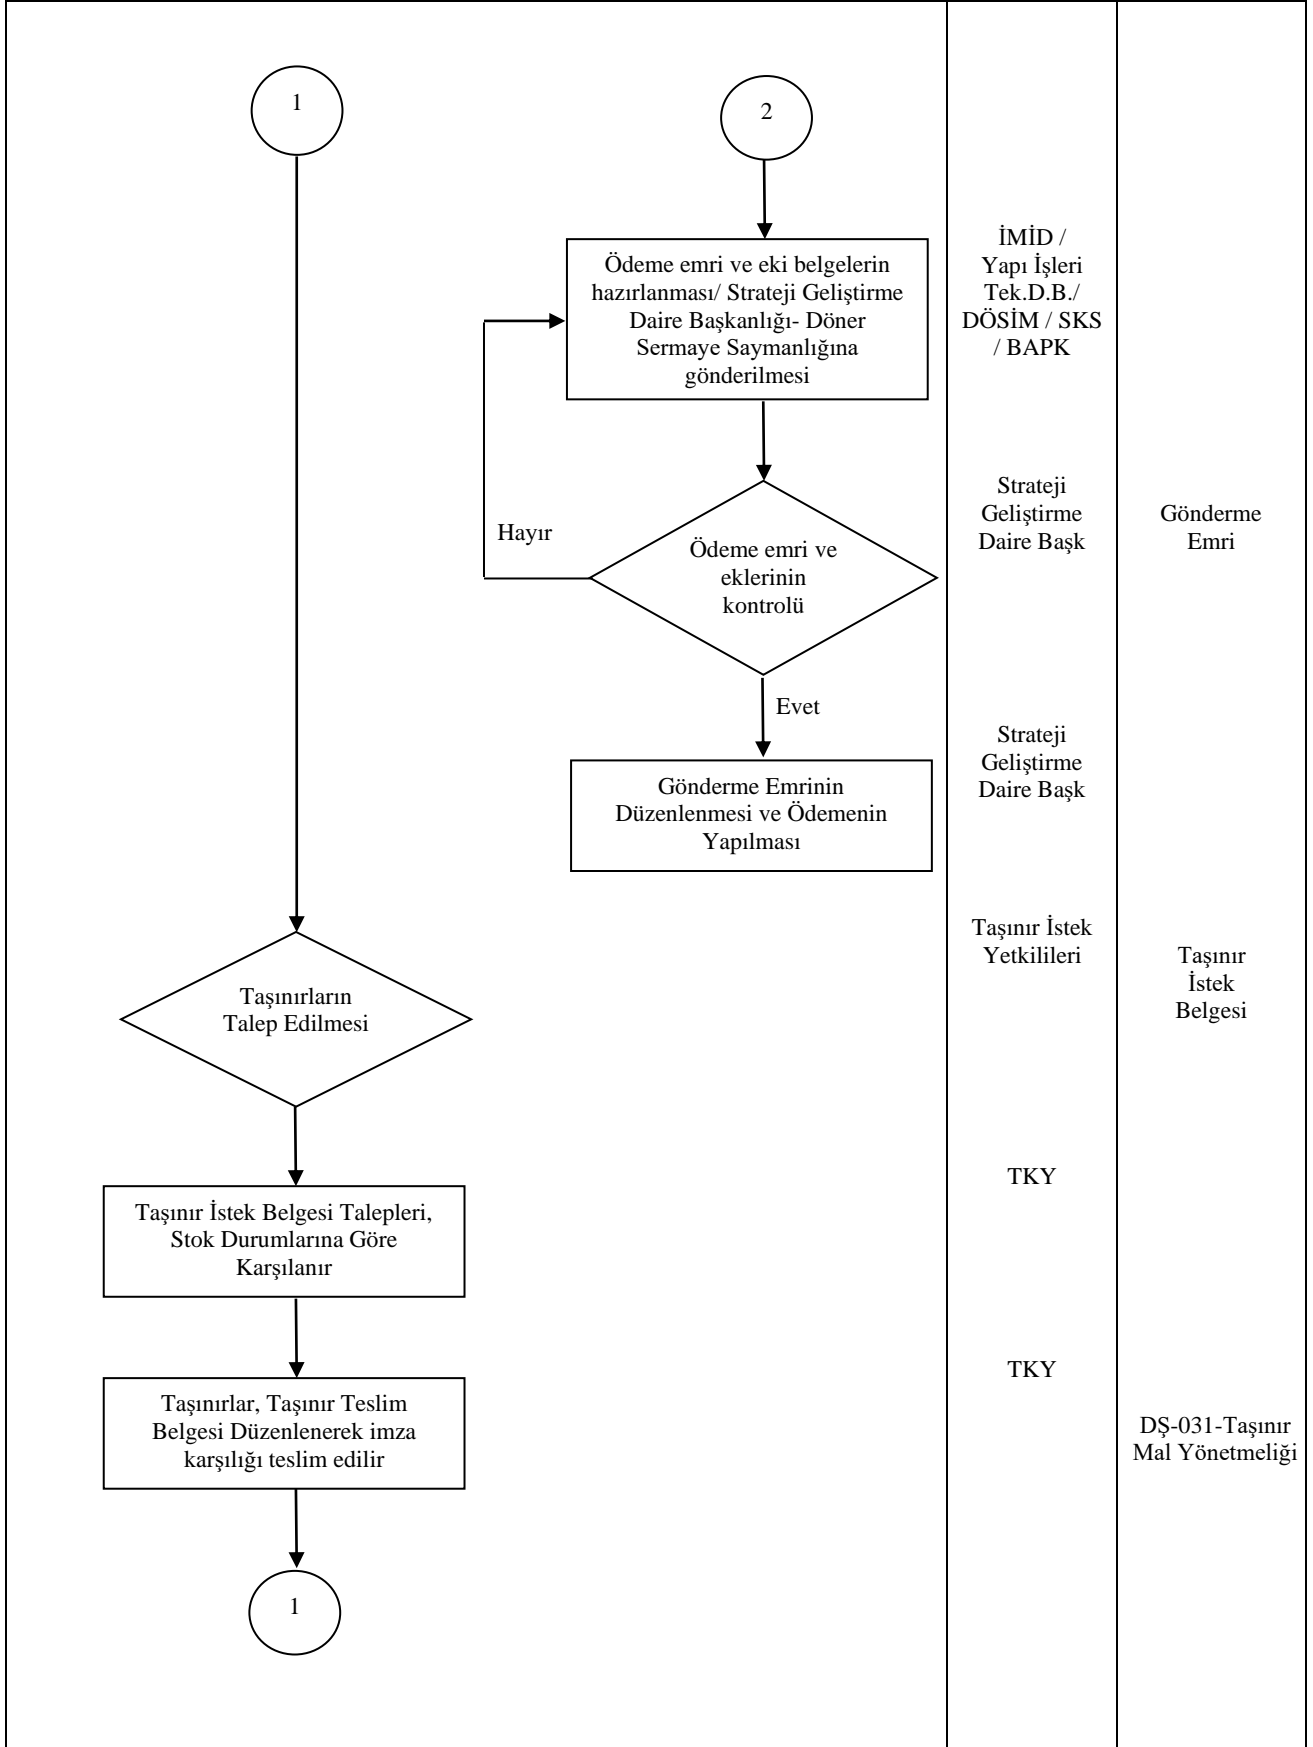 1
2
Ödeme emri ve eki belgelerin
hazırlanması/ Strateji Geliştirme
Daire Başkanlığı- Döner
Sermaye Saymanlığına
gönderilmesi
İMİD /
Yapı İşleri
Tek.D.B./
DÖSİM / SKS
/ BAPK
Hayır
Ödeme emri ve
eklerinin
kontrolü
Strateji
Geliştirme
Daire Başk
Gönderme
Emri
Evet
Gönderme Emrinin
Düzenlenmesi ve Ödemenin
Yapılması
Strateji
Geliştirme
Daire Başk
Taşınırların
Talep Edilmesi
Taşınır İstek
Yetkilileri
Taşınır
İstek
Belgesi
Taşınır İstek Belgesi Talepleri,
Stok Durumlarına Göre
Karşılanır
TKY
Taşınırlar, Taşınır Teslim
Belgesi Düzenlenerek imza
karşılığı teslim edilir
TKY
DŞ-031-Taşınır
Mal Yönetmeliği
1